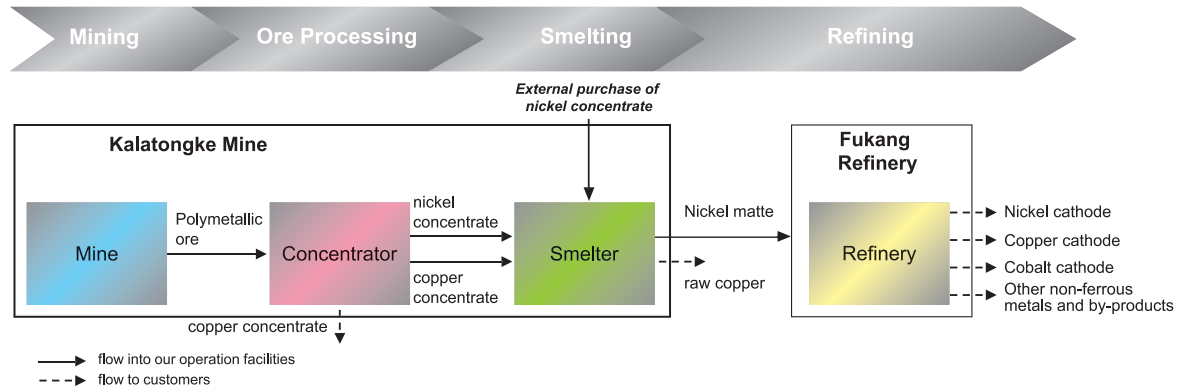 Mining
Ore Processing
Smelting
Refining
External purchase of
nickel concentrate
Kalatongke Mine
Fukang
Refinery
Mine
Polymetallic
ore
Concentrator
nickel
concentrate
copper
concentrate
Smelter
Nickel matte
raw copper
Refinery
Nickel cathode
Copper cathode
Cobalt cathode
Other non-ferrous
metals and by-products
copper concentrate
flow into our operation facilities
flow to customers